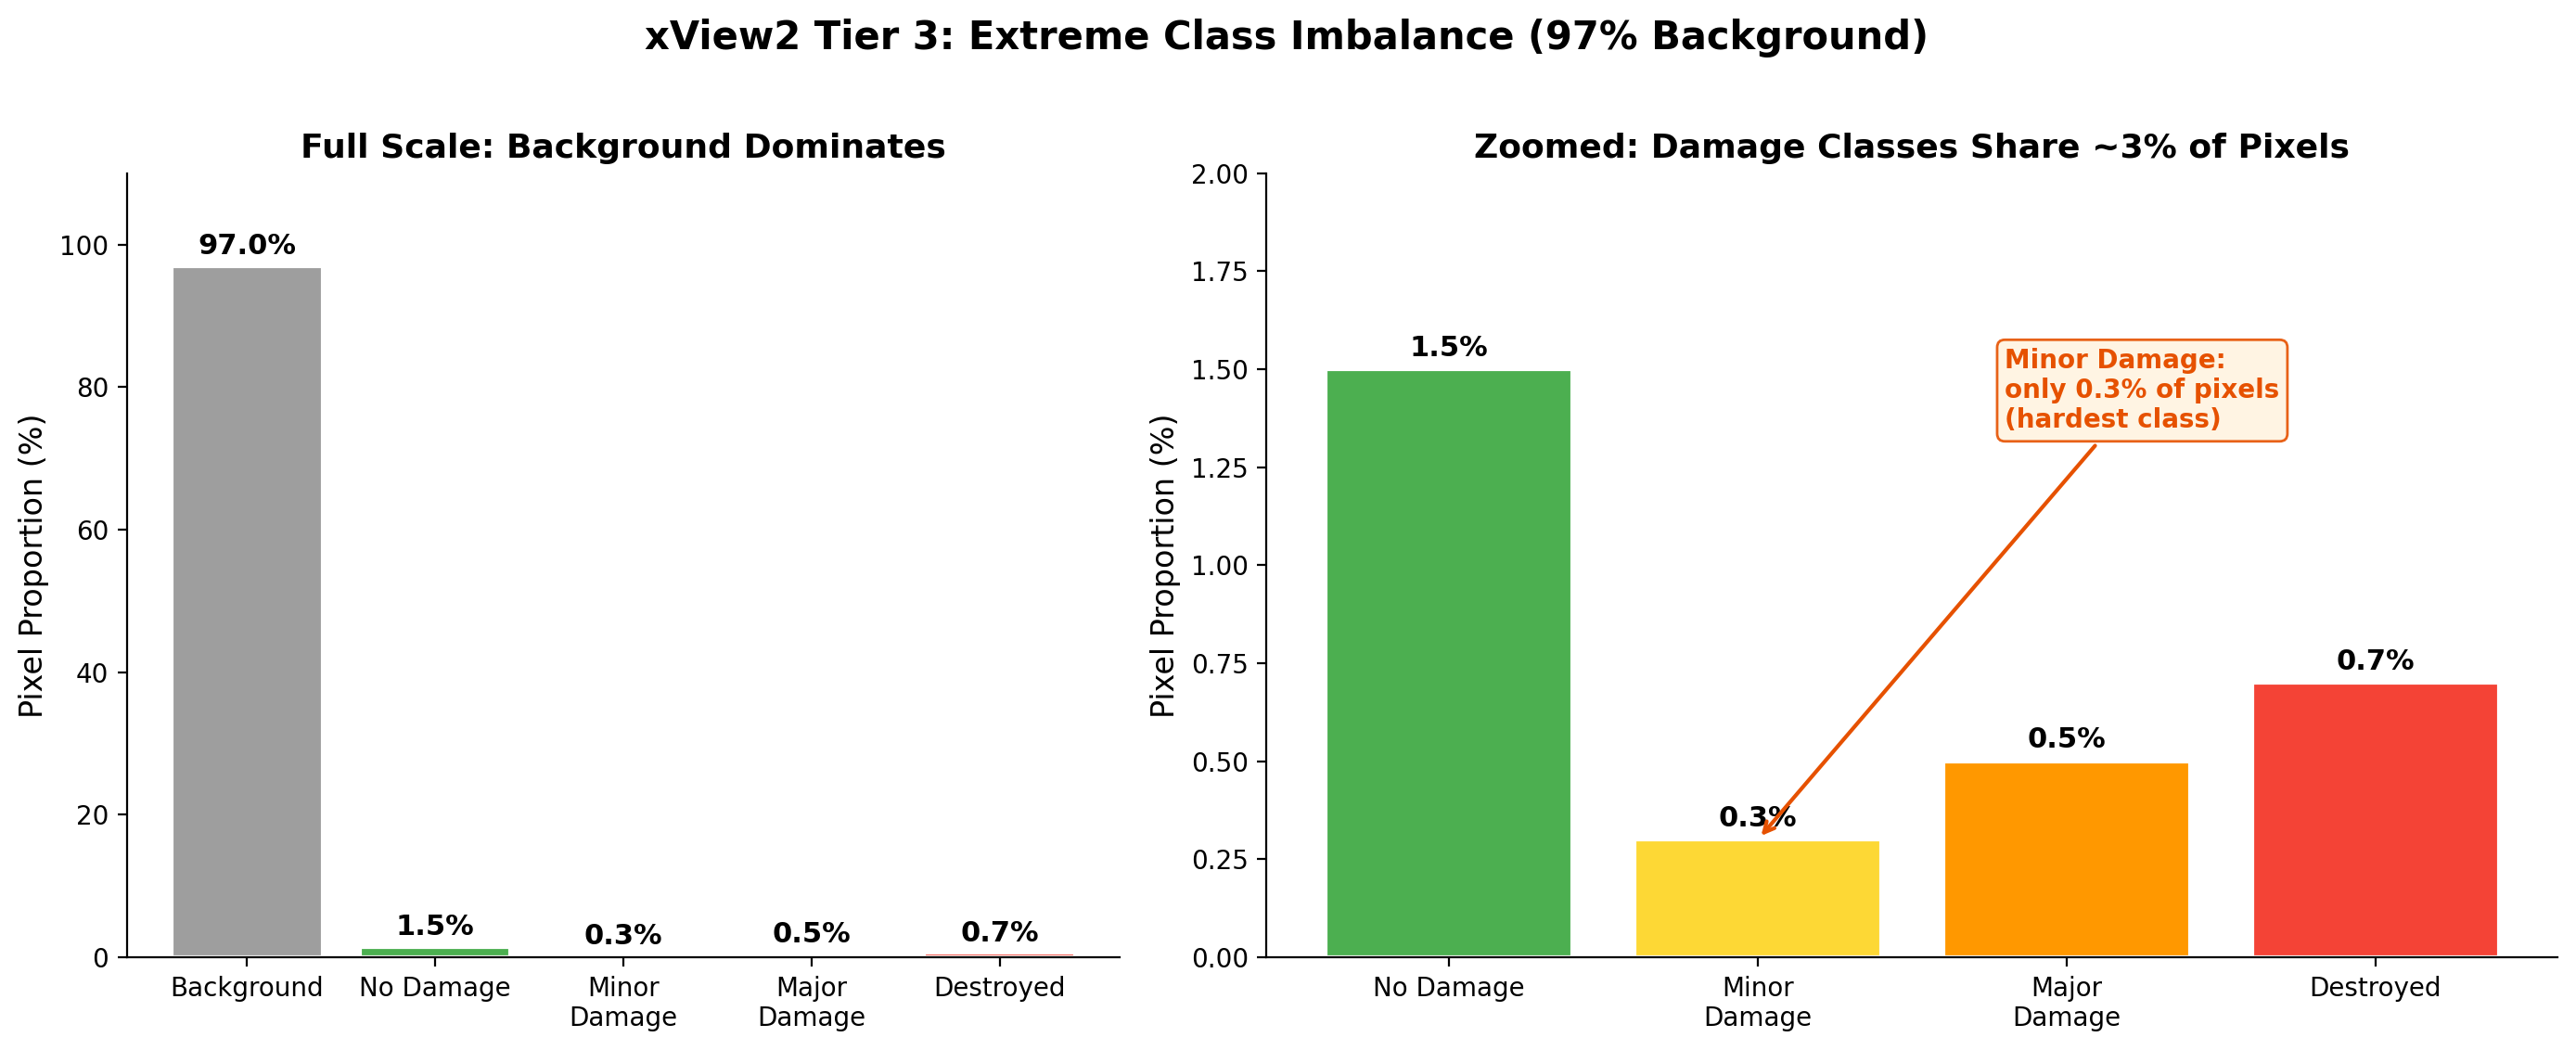 xView2 Tier 3: Extreme Class Imbalance (97% Background)
Full Scale: Background Dominates
Pixel Proportion (%)
100
80
60
40
20
0
97.0%
1.5%
0.3%
0.5%
0.7%
Background
No Damage
Minor
Damage
Major
Damage
Destroyed
Zoomed: Damage Classes Share ~3% of Pixels
Pixel Proportion (%)
2.00
1.75
1.50
1.25
1.00
0.75
0.50
0.25
0.00
1.5%
0.3%
0.5%
0.7%
Minor Damage:
only 0.3% of pixels
(hardest class)
No Damage
Minor
Damage
Major
Damage
Destroyed